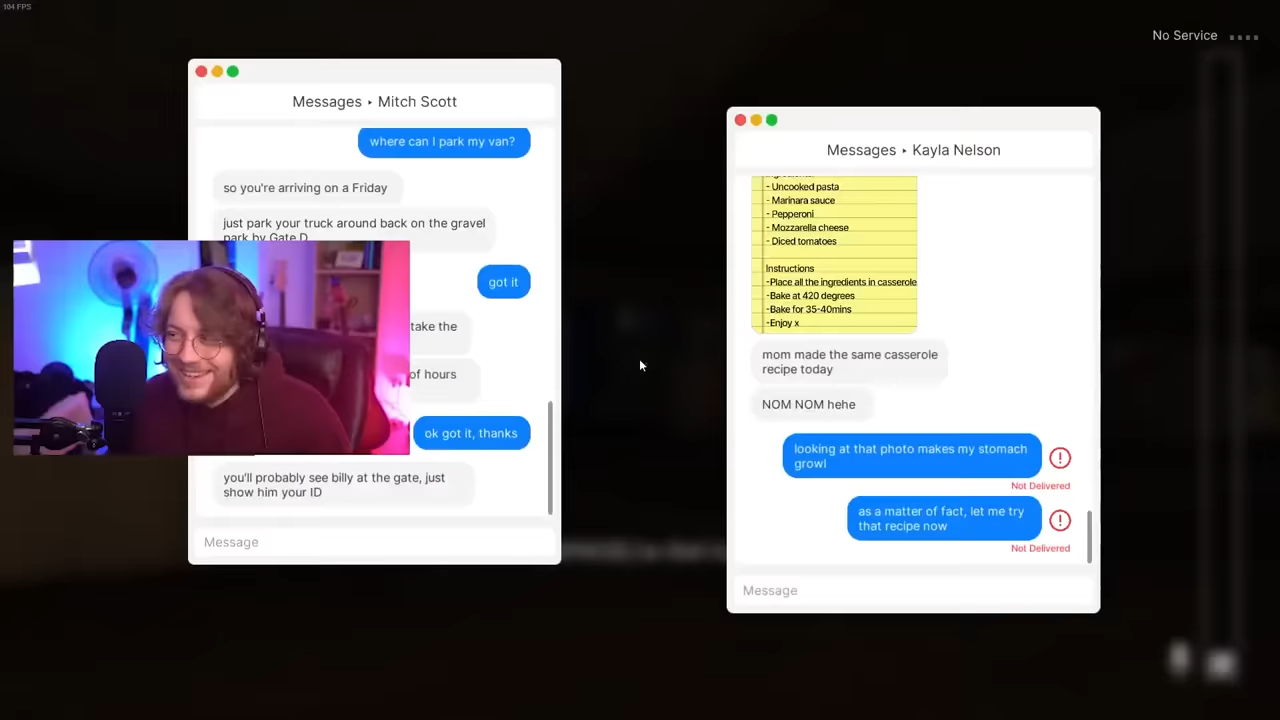 104 FPS
No Service
Messages ▸ Mitch Scott
where can I park my van?
so you're arriving on a Friday
just park your truck around back on the gravel
park by Gate D
got it
take the
of hours
ok got it, thanks
you'll probably see billy at the gate, just
show him your ID
Message
Messages ▸ Kayla Nelson
Ingredients
- Uncooked pasta
- Marinara sauce
- Pepperoni
- Mozzarella cheese
- Diced tomatoes
Instructions
-Place all the ingredients in casserole
-Bake at 420 degrees
-Bake for 35-40mins
-Enjoy x
mom made the same casserole
recipe today
NOM NOM hehe
looking at that photo makes my stomach
growl
Not Delivered
as a matter of fact, let me try
that recipe now
Not Delivered
Message